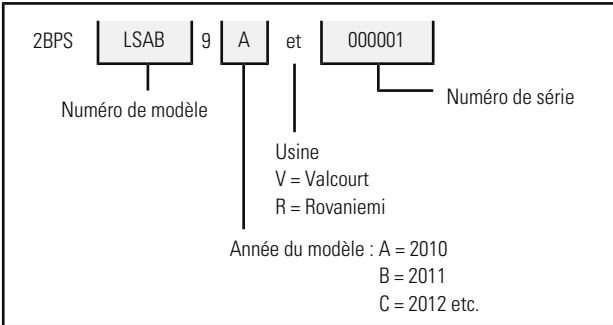 2BPS LSAB 9 A et 000001
Numéro de modèle
Numéro de série
Usine
V = Valcourt
R = Rovaniemi
Année du modèle : A = 2010
B = 2011
C = 2012 etc.